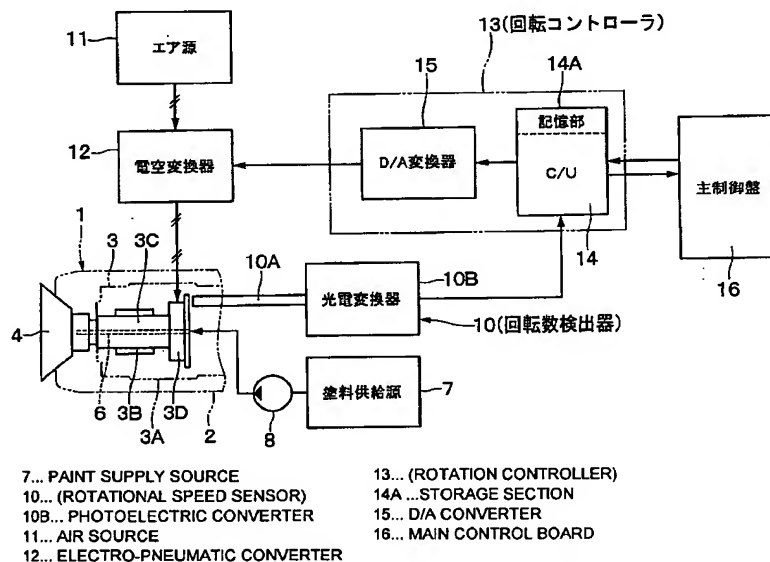 11
エア源
13(回転コントローラ)
15
14A
記憶部
12
電空変換器
D/A変換器
C/U
主制御盤
1
3
3C
14
16
10A
10B
光電変換器
4
10(回転数検出器)
6
3B
3D
3A
2
8
塗料供給源
7
7... PAINT SUPPLY SOURCE
10... (ROTATIONAL SPEED SENSOR)
10B... PHOTOELECTRIC CONVERTER
11... AIR SOURCE
12... ELECTRO-PNEUMATIC CONVERTER
13... (ROTATION CONTROLLER)
14A ...STORAGE SECTION
15... D/A CONVERTER
16... MAIN CONTROL BOARD